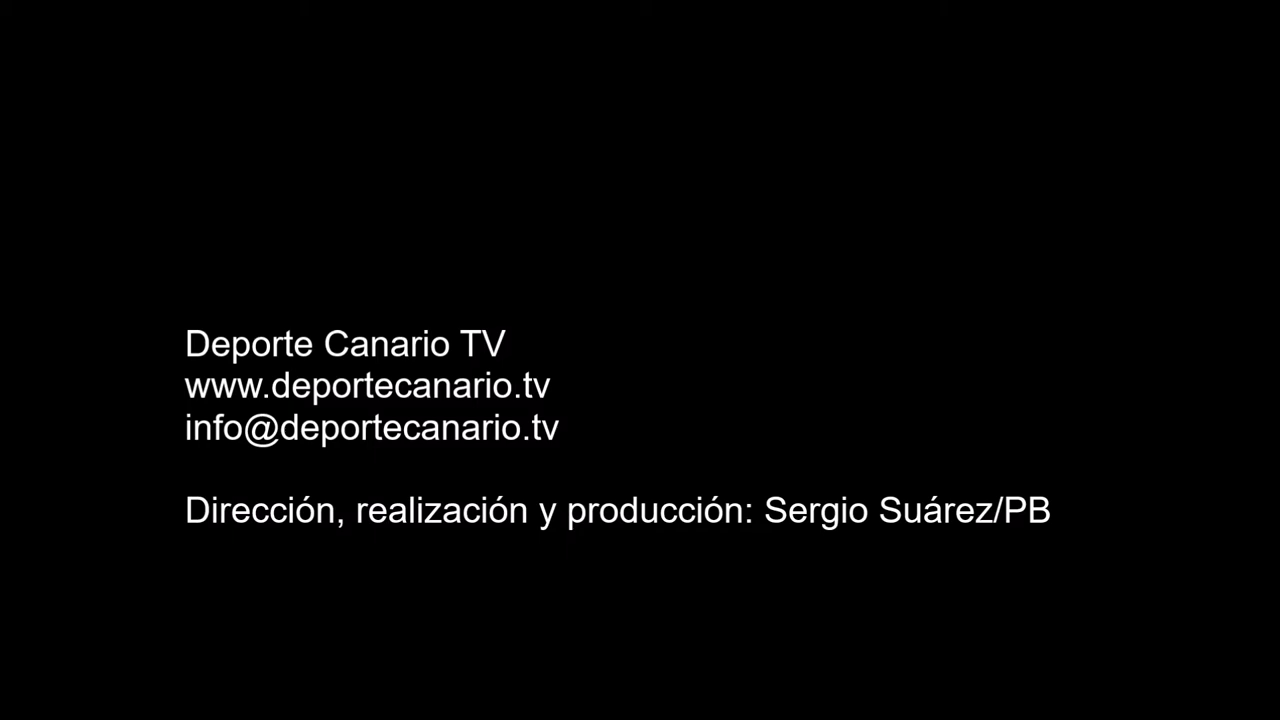 Deporte Canario TV
www.deportecanario.tv
info@deportecanario.tv
Dirección, realización y producción: Sergio Suárez/PB